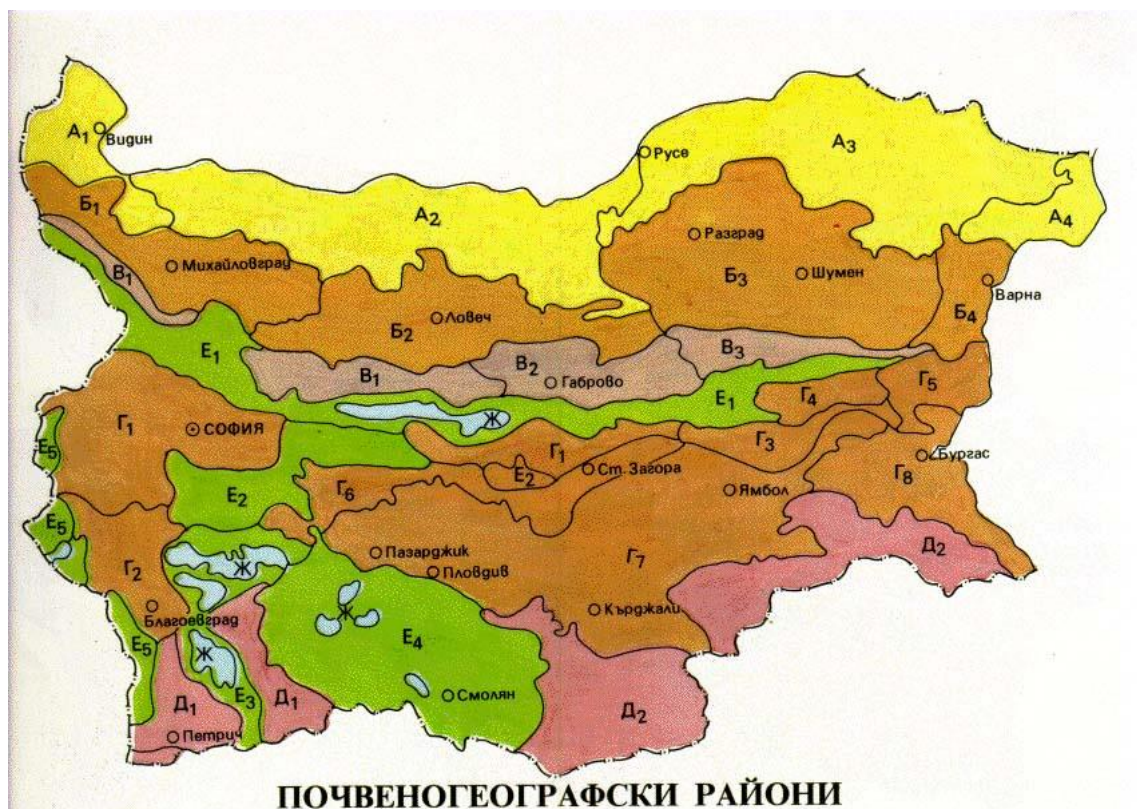 А1
Видин
Русе
А3
А2
А4
Б1
Михайловград
В1
Разград
Шумен
Б3
Варна
Ловеч
Б2
Б4
Е1
В1
В2
Габрово
В3
Е1
Г4
Г5
Г1
СОФИЯ
Ж
Г1
Г3
Е5
Е2
Г6
Е2
Ст. Загора
Ямбол
Бургас
Г8
Е5
Пазарджик
Пловдив
Г7
Д2
Г2
Ж
Благоевград
Ж
Кърджали
Е5
Ж
Е4
Д1
Е3
Д1
Смолян
Д2
Петрич
ПОЧВЕНОГЕОГРАФСКИ РАЙОНИ